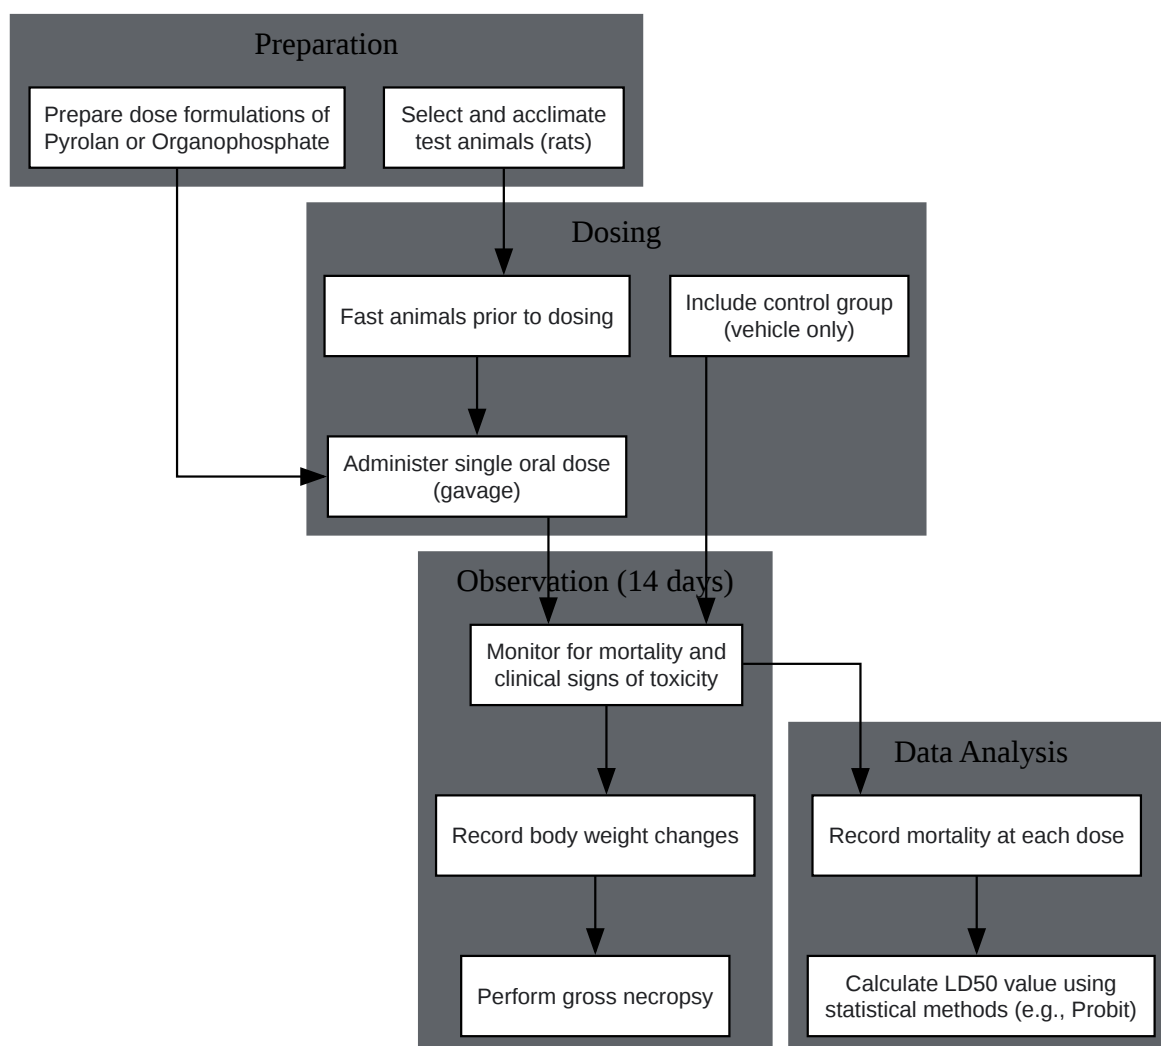 Preparation
Prepare dose formulations of
Pyrolan or Organophosphate
Select and acclimate
test animals (rats)
Dosing
Fast animals prior to dosing
Include control group
(vehicle only)
Administer single oral dose
(gavage)
Observation (14 days)
Monitor for mortality and
clinical signs of toxicity
Record body weight changes
Perform gross necropsy
Data Analysis
Record mortality at each dose
Calculate LD50 value using
statistical methods (e.g., Probit)